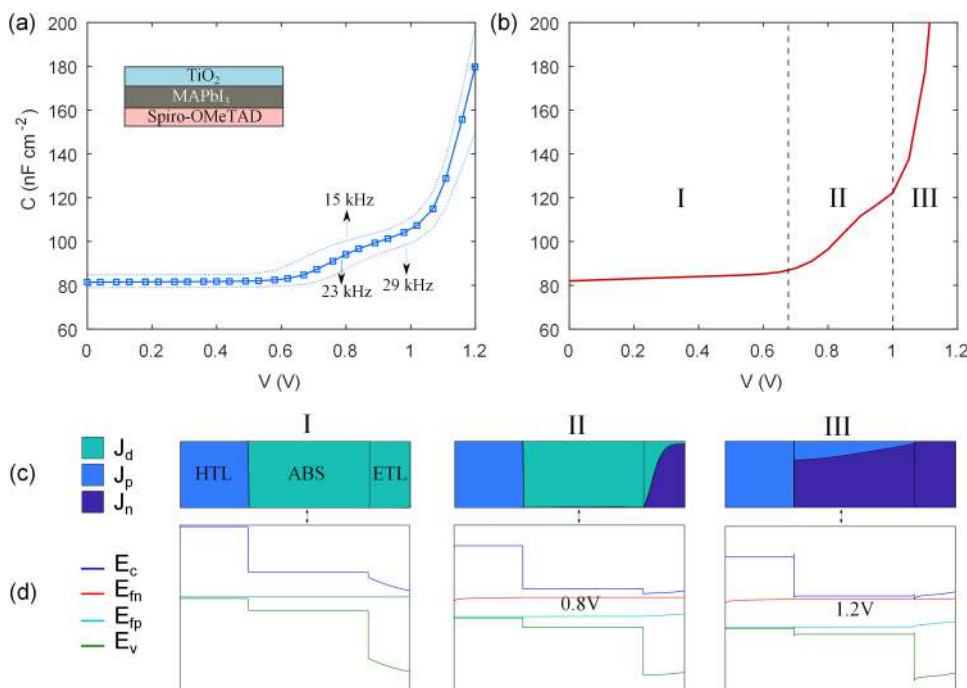 (a)
200
180
160
140
120
100
80
60
C (nF cm⁻²)
TiO₂
MAPbI₃
Spiro-OMeTAD
15 kHz
23 kHz
29 kHz
0 0.2 0.4 0.6 0.8 1 1.2
V (V)
(b)
200
180
160
140
120
100
80
60
I
II
III
0 0.2 0.4 0.6 0.8 1 1.2
V (V)
(c)
J_d
J_p
J_n
I
HTL ABS ETL
II
III
(d)
E_c
E_fn
E_fp
E_v
0.8V
1.2V